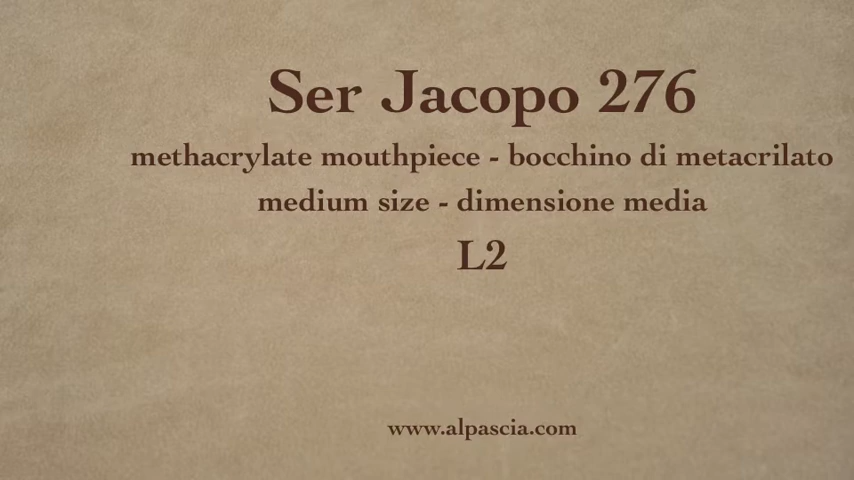 Ser Jacopo 276
methacrylate mouthpiece - bocchino di metacrilato
medium size - dimensione media
L2
www.alpascia.com